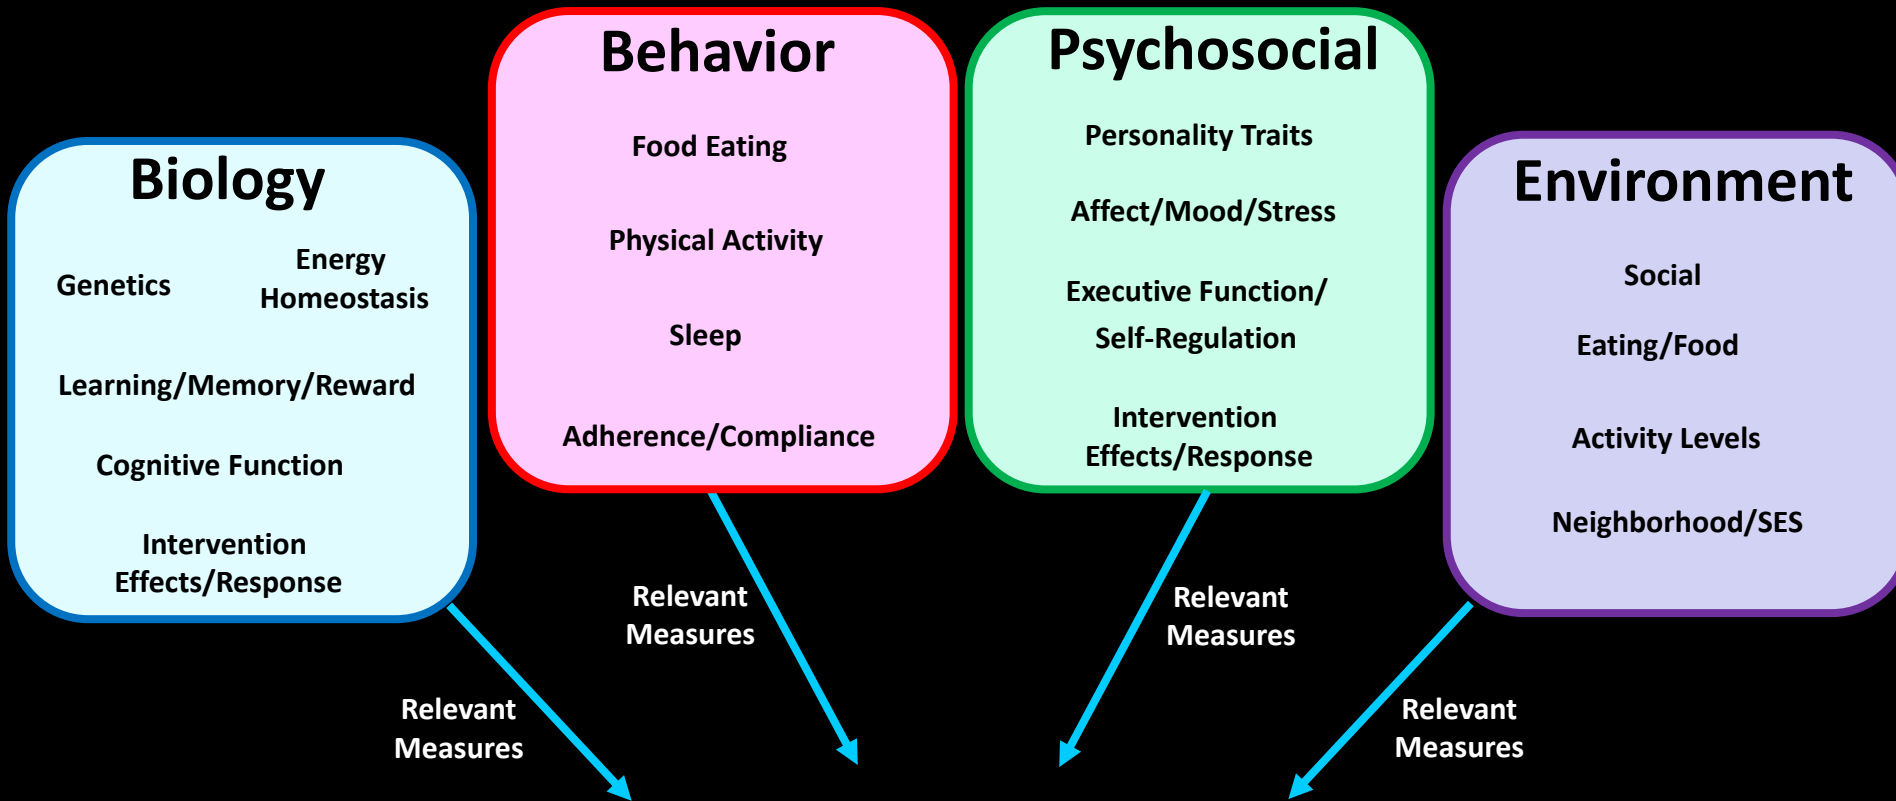 Biology
Genetics
Energy
Homeostasis
Learning/Memory/Reward
Cognitive Function
Intervention
Effects/Response
Behavior
Food Eating
Physical Activity
Sleep
Adherence/Compliance
Psychosocial
Personality Traits
Affect/Mood/Stress
Executive Function/
Self-Regulation
Intervention
Effects/Response
Environment
Social
Eating/Food
Activity Levels
Neighborhood/SES
Relevant
Measures
Relevant
Measures
Relevant
Measures
Relevant
Measures